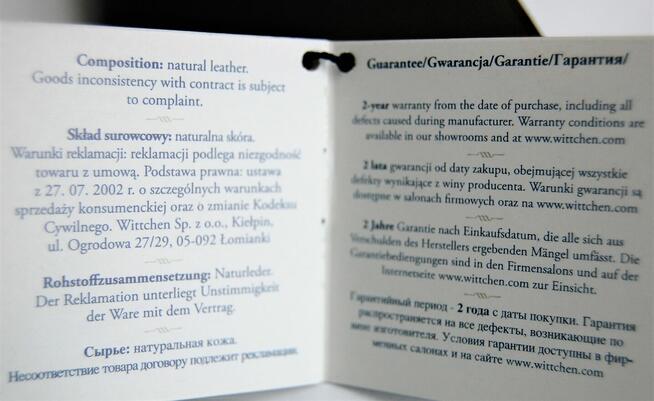 Composition: natural leather.
Goods inconsistency with contract is subject
to complaint.
Skład surowcowy: naturalna skóra.
Warunki reklamacji: reklamacji podlega niezgodność
towaru z umową. Podstawa prawna: ustawa
z 27. 07. 2002 r. o szczególnych warunkach
sprzedaży konsumenckiej oraz o zmianie Kodeksu
Cywilnego. Wittchen Sp. z o.o., Kiełpin,
ul. Ogrodowa 27/29, 05-092 Łomianki
Rohstoffzusammensetzung: Naturleder.
Der Reklamation unterliegt Unstimmigkeit
der Ware mit dem Vertrag.
Сырье: натуральная кожа.
Несоответствие товара договору подлежит рекламации.
Guarantee/Gwarancja/Garantie/Гарантия/
2-year warranty from the date of purchase, including all
defects caused during manufacturer. Warranty conditions are
available in our showrooms and at www.wittchen.com
2 lata gwarancji od daty zakupu, obejmującej wszystkie
defekty wynikające z winy producenta. Warunki gwarancji są
dostępne w salonach firmowych oraz na www.wittchen.com
2 Jahre Garantie nach Einkaufsdatum, die alle sich aus
Verschulden des Herstellers ergebenden Mängel umfässt. Die
Garantiebedingungen sind in den Firmensalons und auf der
Internetseite www.wittchen.com zur Einsicht.
Гарантийный период - 2 года с даты покупки. Гарантия
распространяется на все дефекты, возникающие по
вине изготовителя. Условия гарантии доступны в фир-
менных салонах и на сайте www.wittchen.com